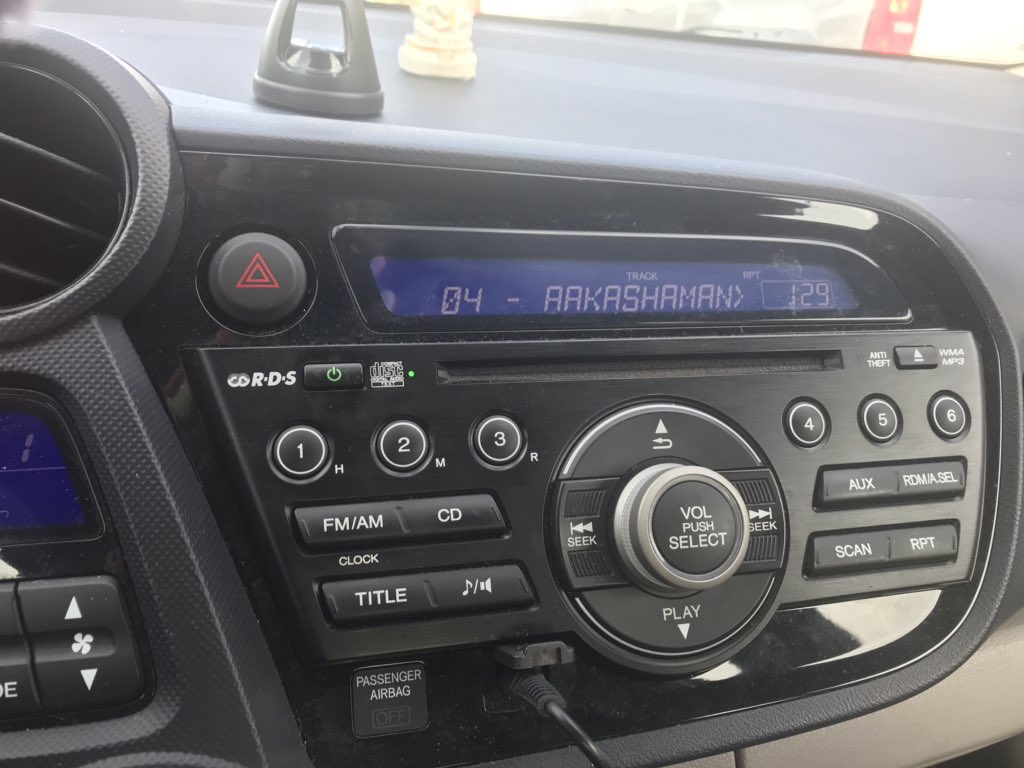 TRACK RPT
04 - AAKASHAMAN> 1:29
R·D·S
COMPACT
disc
TEXT
ANTI
THEFT
WMA
MP3
1 H
2 M
3 R
4
5
6
FM/AM CD
CLOCK
TITLE
SEEK
VOL
PUSH
SELECT
SEEK
PLAY
AUX RDM/A.SEL
SCAN RPT
PASSENGER
AIRBAG
OFF